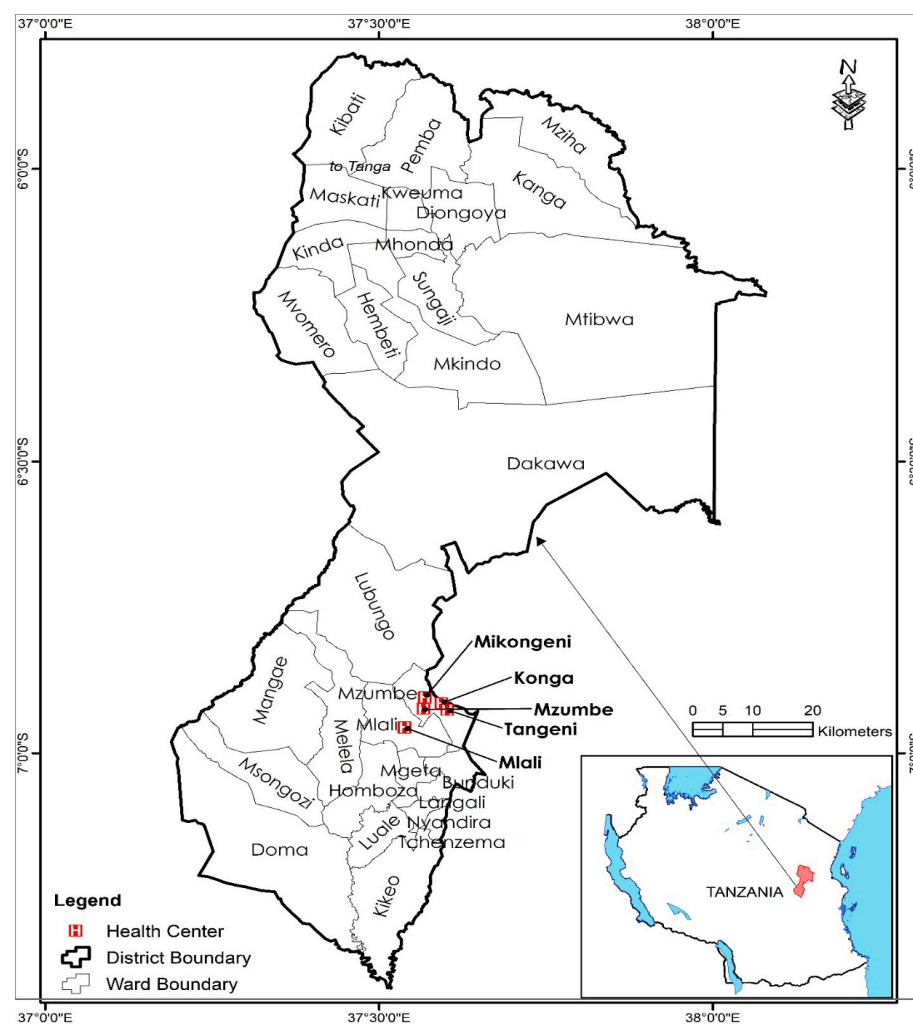 37°0'0"E
37°30'0"E
38°0'0"E
N
Kibati
Pemba
Mziha
6°0'0"S
to Tanga
Kanga
Maskati
Kweuma
Diongoya
Kinda
Mhonda
Sungaji
Mvomero
Hembeti
Mtibwa
Mkindo
6°30'0"S
6°30'0"S
Dakawa
Lubungo
Mikongeni
Mangae
Konga
Mzumbe
Mzumbe
Mlali
Tangeni
0 5 10 20
Kilometers
Melela
Mlali
7°0'0"S
Msongozi
Mgeta
Bunduki
Homboza
Langali
Luale
Nyandira
Tchenzema
Doma
Kikeo
TANZANIA
Legend
H Health Center
District Boundary
Ward Boundary
37°0'0"E
37°30'0"E
38°0'0"E